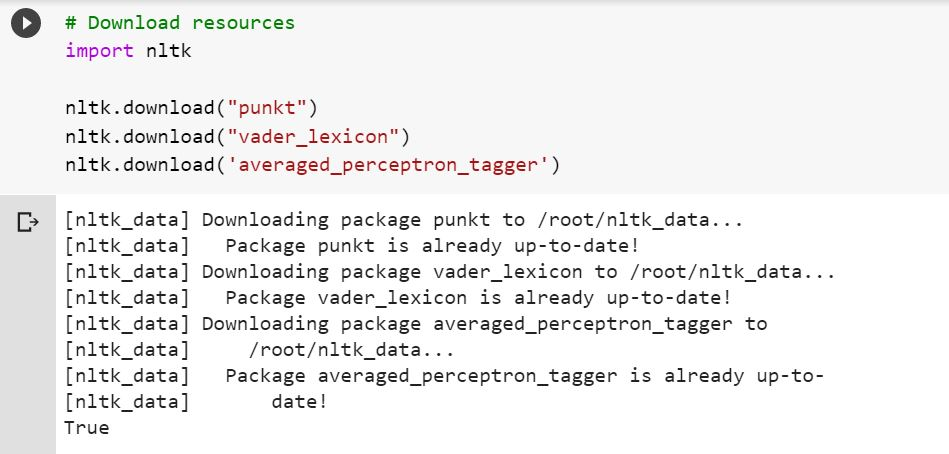 # Download resources
import nltk
nltk.download("punkt")
nltk.download("vader_lexicon")
nltk.download('averaged_perceptron_tagger')
[nltk_data] Downloading package punkt to /root/nltk_data...
[nltk_data]   Package punkt is already up-to-date!
[nltk_data] Downloading package vader_lexicon to /root/nltk_data...
[nltk_data]   Package vader_lexicon is already up-to-date!
[nltk_data] Downloading package averaged_perceptron_tagger to
[nltk_data]     /root/nltk_data...
[nltk_data]   Package averaged_perceptron_tagger is already up-to-
[nltk_data]       date!
True